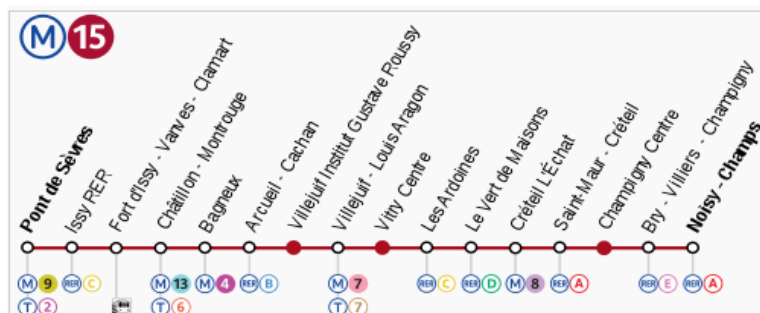 M 15
Pont de Sèvres
Issy RER
Fort d'Issy - Vanves - Clamart
Châtillon - Montrouge
Bagneux
Arcueil - Cachan
Villejuif Institut Gustave Roussy
Villejuif - Louis Aragon
Vitry Centre
Les Ardoines
Le Vert de Maisons
Créteil L'Échat
Saint-Maur - Créteil
Champigny Centre
Bry - Villiers - Champigny
Noisy - Champs
M 9 RER C M 13 M 4 RER B M 7 RER C RER D M 8 RER A RER E RER A
T 2 T 6 T 7